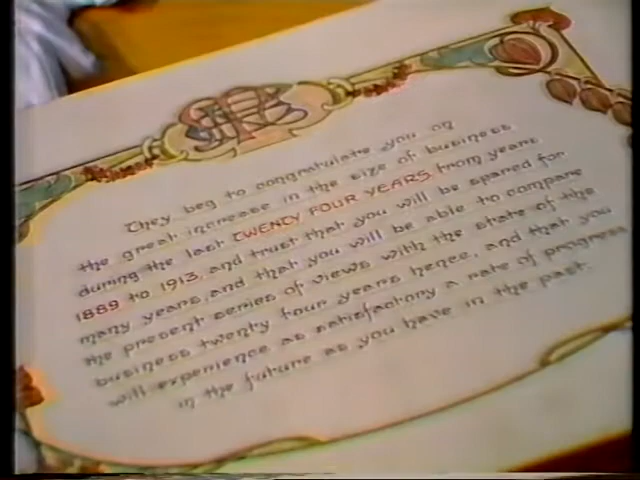 They beg to congratulate you on
the great increase in the size of business
during the last TWENTY FOUR YEARS from years
1889 to 1913, and trust that you will be spared for
many years, and that you will be able to compare
the present series of views with the state of the
business twenty four years hence, and that you
will experience as satisfactory a rate of progress
in the future as you have in the past.